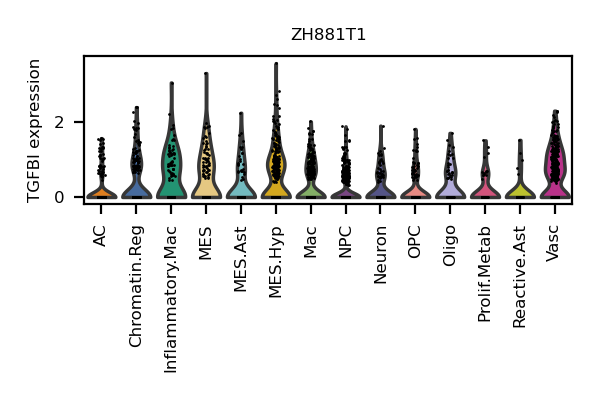 ZH881T1
TGFBI expression
2
0
AC
Chromatin.Reg
Inflammatory.Mac
MES
MES.Ast
MES.Hyp
Mac
NPC
Neuron
OPC
Oligo
Prolif.Metab
Reactive.Ast
Vasc